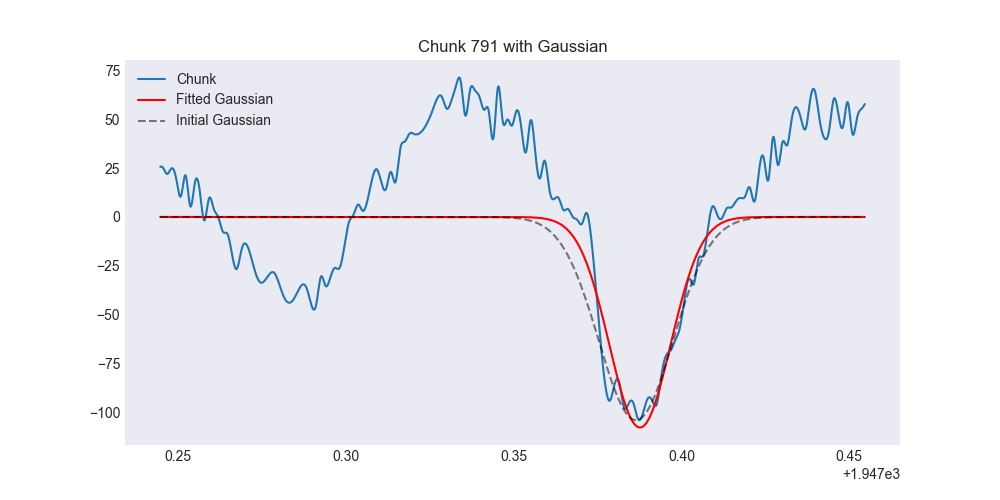 Chunk 791 with Gaussian
75
50
25
0
−25
−50
−75
−100
Chunk
Fitted Gaussian
Initial Gaussian
0.25 0.30 0.35 0.40 0.45
+1.947e3